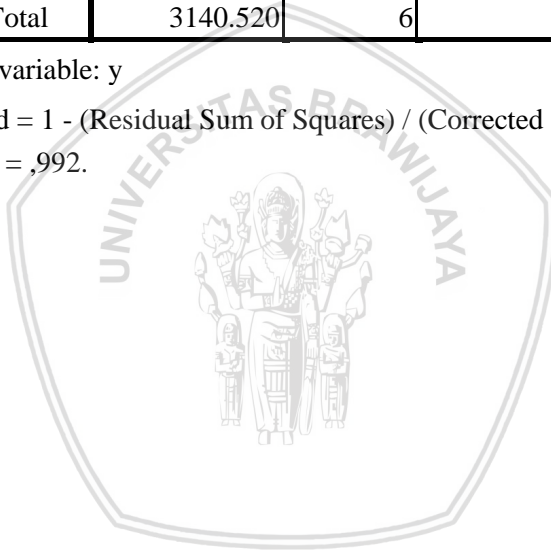 Total 3140.520 6
variable: y
d = 1 - (Residual Sum of Squares) / (Corrected
= ,992.
UNIVERSITAS BRAWIJAYA